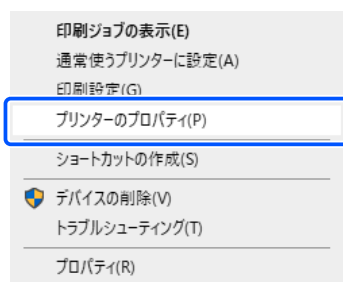 印刷ジョブの表示(E)
通常使うプリンターに設定(A)
印刷設定(G)
プリンターのプロパティ(P)
ショートカットの作成(S)
デバイスの削除(V)
トラブルシューティング(T)
プロパティ(R)